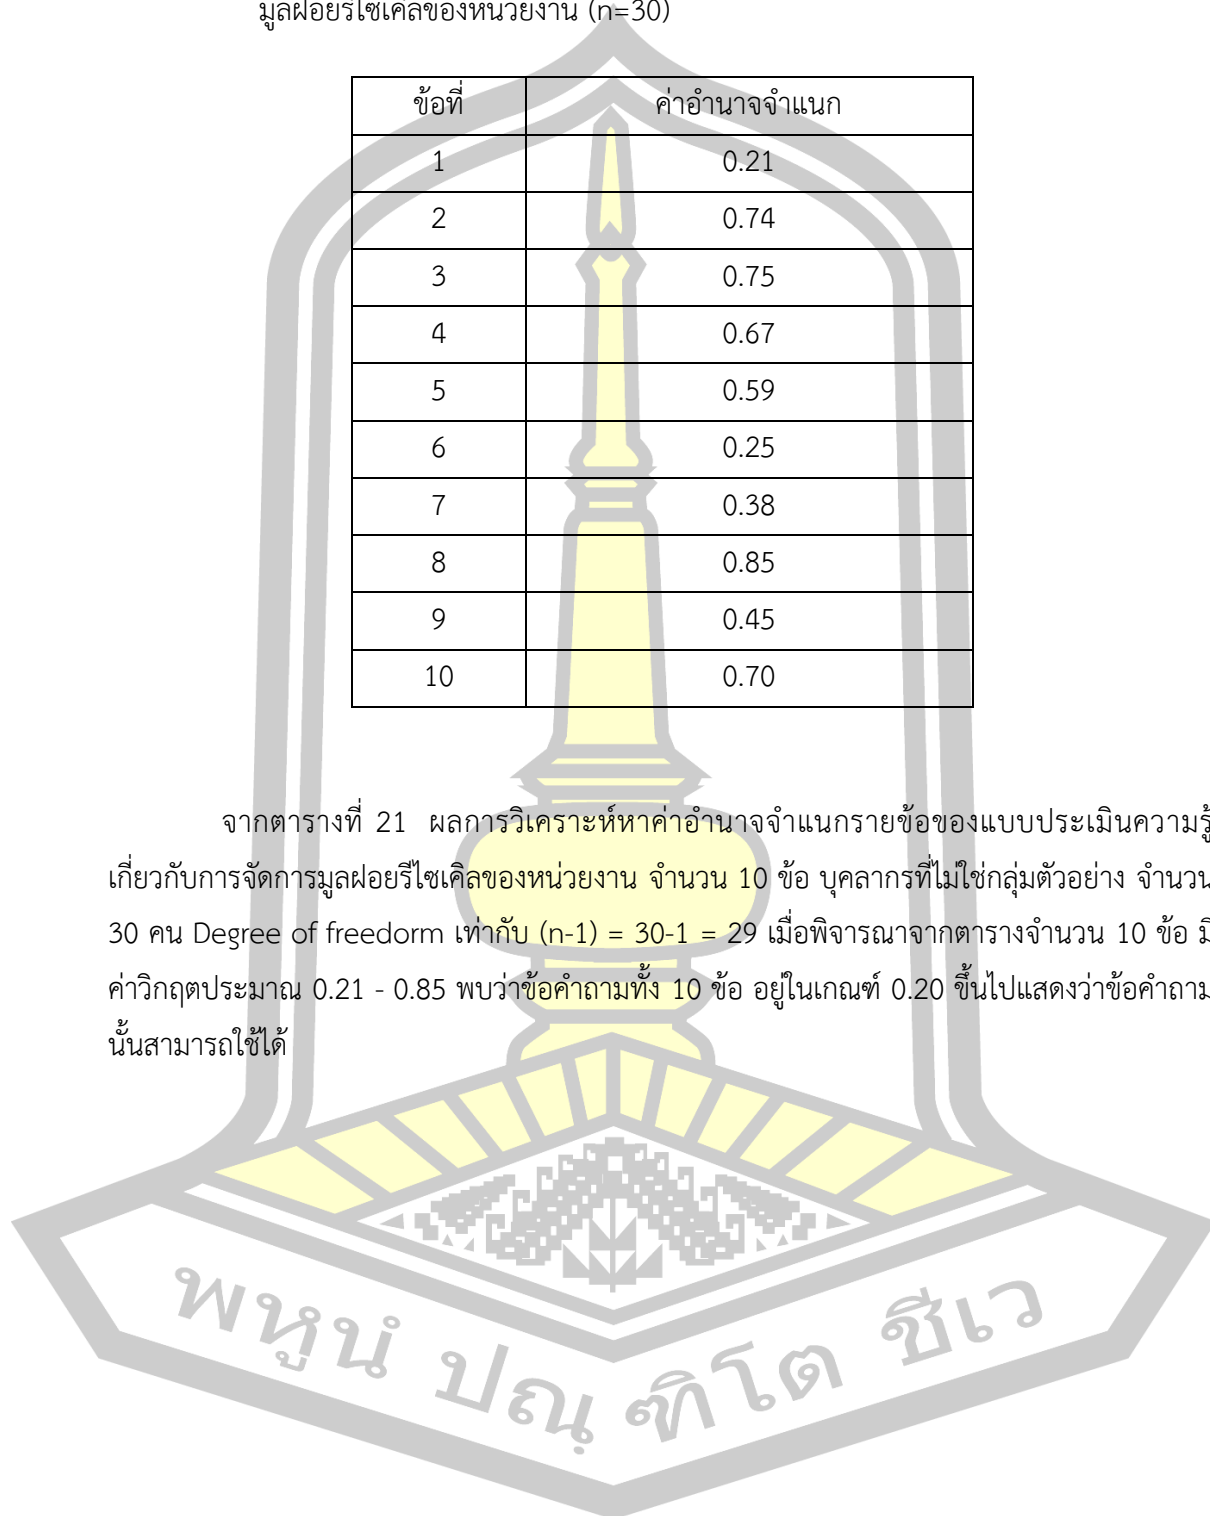 มูลฝอยรีไซเคิลของหน่วยงาน (n=30)
ข้อที่ ค่าอำนาจจำแนก
1 0.21
2 0.74
3 0.75
4 0.67
5 0.59
6 0.25
7 0.38
8 0.85
9 0.45
10 0.70
จากตารางที่ 21 ผลการวิเคราะห์หาค่าอำนาจจำแนกรายข้อของแบบประเมินความรู้
เกี่ยวกับการจัดการมูลฝอยรีไซเคิลของหน่วยงาน จำนวน 10 ข้อ บุคลากรที่ไม่ใช่กลุ่มตัวอย่าง จำนวน
30 คน Degree of freedorm เท่ากับ (n-1) = 30-1 = 29 เมื่อพิจารณาจากตารางจำนวน 10 ข้อ มี
ค่าวิกฤตประมาณ 0.21 - 0.85 พบว่าข้อคำถามทั้ง 10 ข้อ อยู่ในเกณฑ์ 0.20 ขึ้นไปแสดงว่าข้อคำถาม
นั้นสามารถใช้ได้
พหูนํ ปณฺฑิโต ชีเว